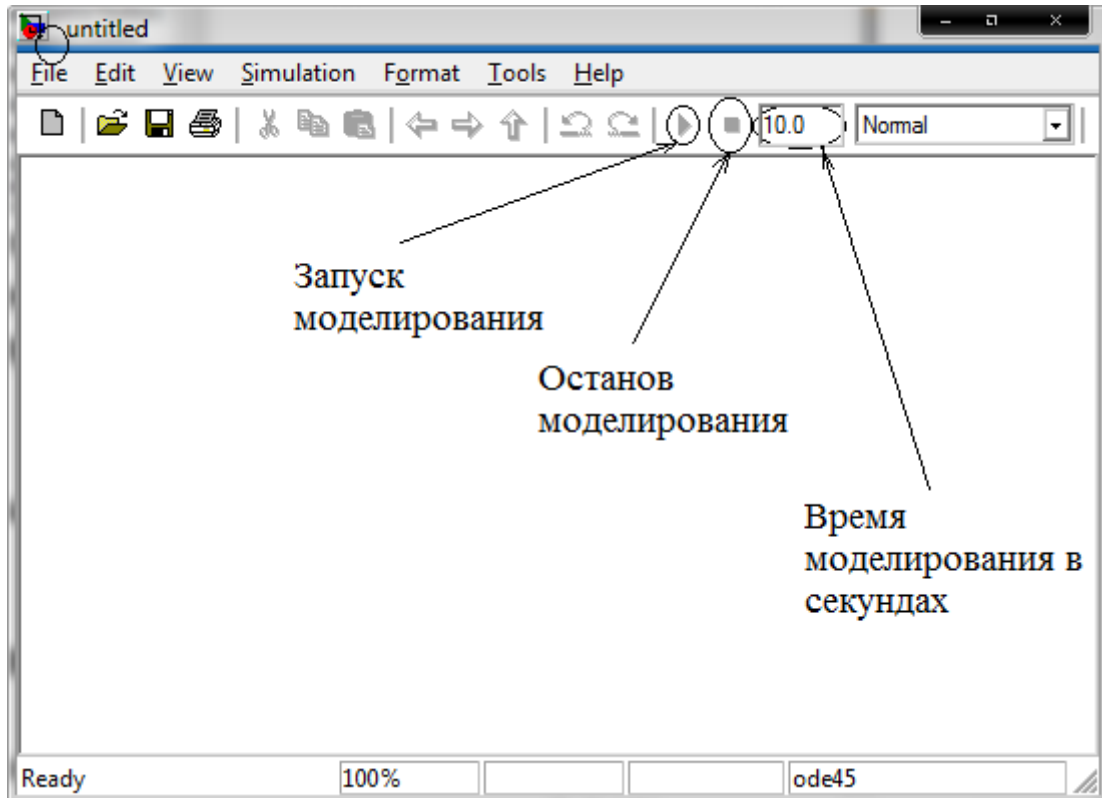 untitled
File Edit View Simulation Format Tools Help
10.0 Normal
Запуск
моделирования
Останов
моделирования
Время
моделирования в
секундах
Ready 100% ode45